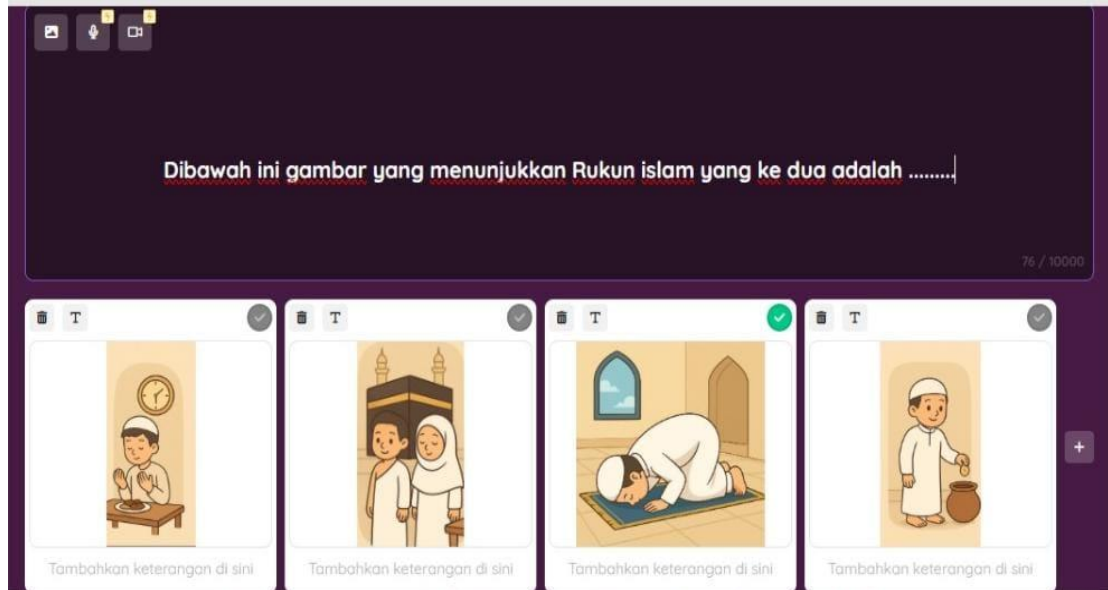 Dibawah ini gambar yang menunjukkan Rukun islam yang ke dua adalah .........
76 / 10000
T
T
T
T
Tambahkan keterangan di sini
Tambahkan keterangan di sini
Tambahkan keterangan di sini
Tambahkan keterangan di sini